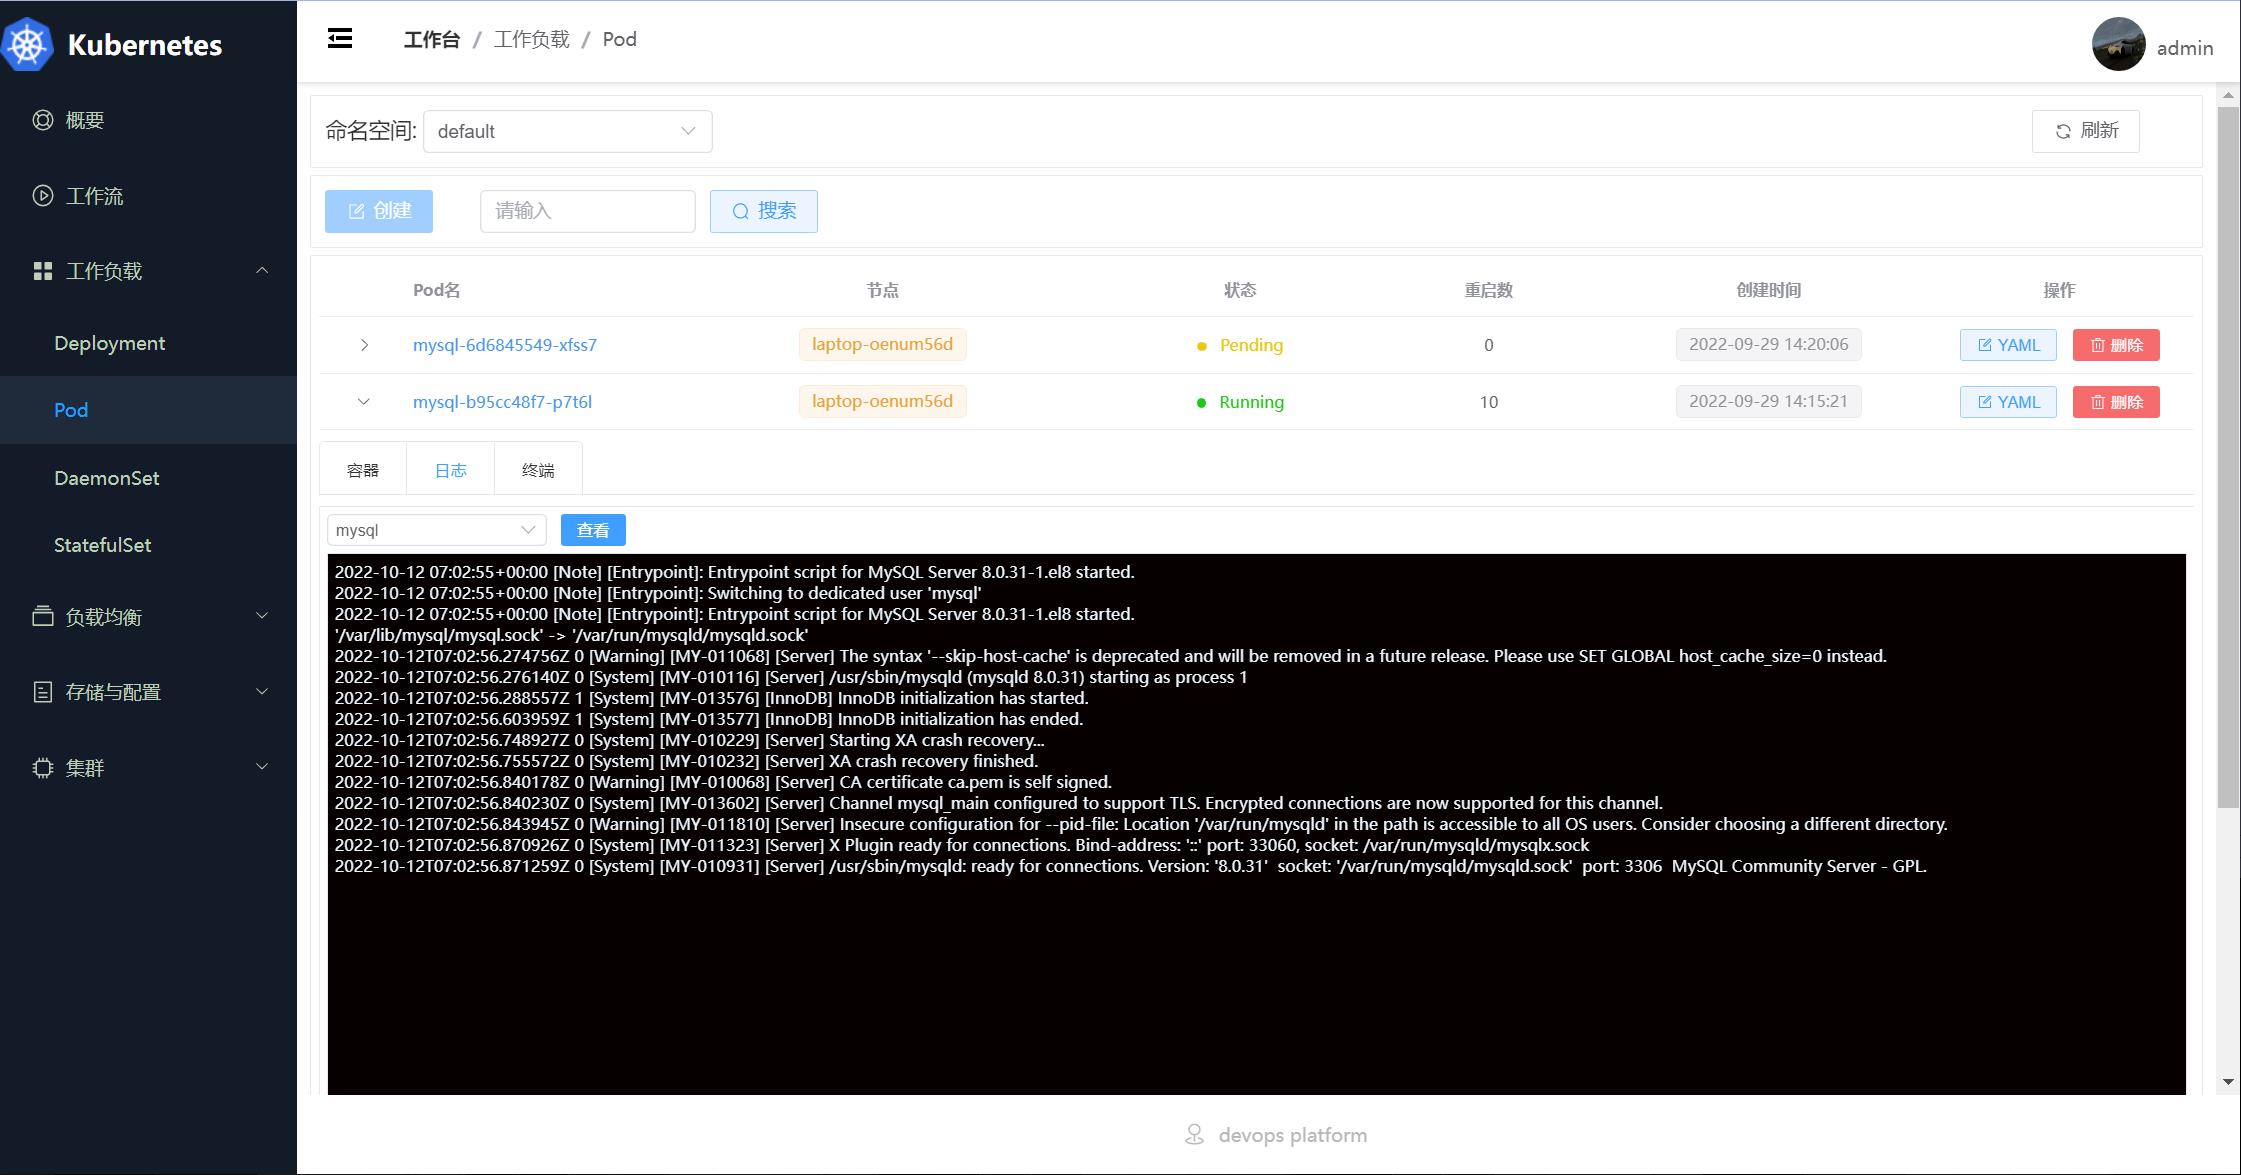 Kubernetes
工作台 / 工作负载 / Pod
admin
概要
工作流
工作负载
Deployment
Pod
DaemonSet
StatefulSet
负载均衡
存储与配置
集群
命名空间: default
刷新
创建 请输入 搜索
Pod名 节点 状态 重启数 创建时间 操作
mysql-6d6845549-xfss7 laptop-oenum56d Pending 0 2022-09-29 14:20:06 YAML 删除
mysql-b95cc48f7-p7t6l laptop-oenum56d Running 10 2022-09-29 14:15:21 YAML 删除
容器 日志 终端
mysql 查看
2022-10-12 07:02:55+00:00 [Note] [Entrypoint]: Entrypoint script for MySQL Server 8.0.31-1.el8 started.
2022-10-12 07:02:55+00:00 [Note] [Entrypoint]: Switching to dedicated user 'mysql'
2022-10-12 07:02:55+00:00 [Note] [Entrypoint]: Entrypoint script for MySQL Server 8.0.31-1.el8 started.
'/var/lib/mysql/mysql.sock' -> '/var/run/mysqld/mysqld.sock'
2022-10-12T07:02:56.274756Z 0 [Warning] [MY-011068] [Server] The syntax '--skip-host-cache' is deprecated and will be removed in a future release. Please use SET GLOBAL host_cache_size=0 instead.
2022-10-12T07:02:56.276140Z 0 [System] [MY-010116] [Server] /usr/sbin/mysqld (mysqld 8.0.31) starting as process 1
2022-10-12T07:02:56.288557Z 1 [System] [MY-013576] [InnoDB] InnoDB initialization has started.
2022-10-12T07:02:56.603959Z 1 [System] [MY-013577] [InnoDB] InnoDB initialization has ended.
2022-10-12T07:02:56.748927Z 0 [System] [MY-010229] [Server] Starting XA crash recovery...
2022-10-12T07:02:56.755572Z 0 [System] [MY-010232] [Server] XA crash recovery finished.
2022-10-12T07:02:56.840178Z 0 [Warning] [MY-010068] [Server] CA certificate ca.pem is self signed.
2022-10-12T07:02:56.840230Z 0 [System] [MY-013602] [Server] Channel mysql_main configured to support TLS. Encrypted connections are now supported for this channel.
2022-10-12T07:02:56.843945Z 0 [Warning] [MY-011810] [Server] Insecure configuration for --pid-file: Location '/var/run/mysqld' in the path is accessible to all OS users. Consider choosing a different directory.
2022-10-12T07:02:56.870926Z 0 [System] [MY-011323] [Server] X Plugin ready for connections. Bind-address: '::' port: 33060, socket: /var/run/mysqld/mysqlx.sock
2022-10-12T07:02:56.871259Z 0 [System] [MY-010931] [Server] /usr/sbin/mysqld: ready for connections. Version: '8.0.31'  socket: '/var/run/mysqld/mysqld.sock'  port: 3306  MySQL Community Server - GPL.
devops platform